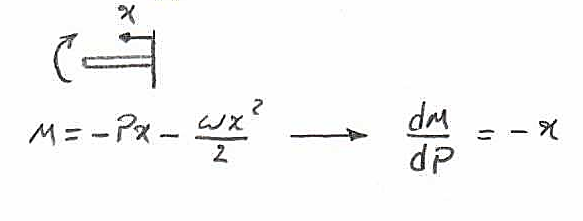 x
M = -Px - ωx²/2 ⟶ dM/dP = -x